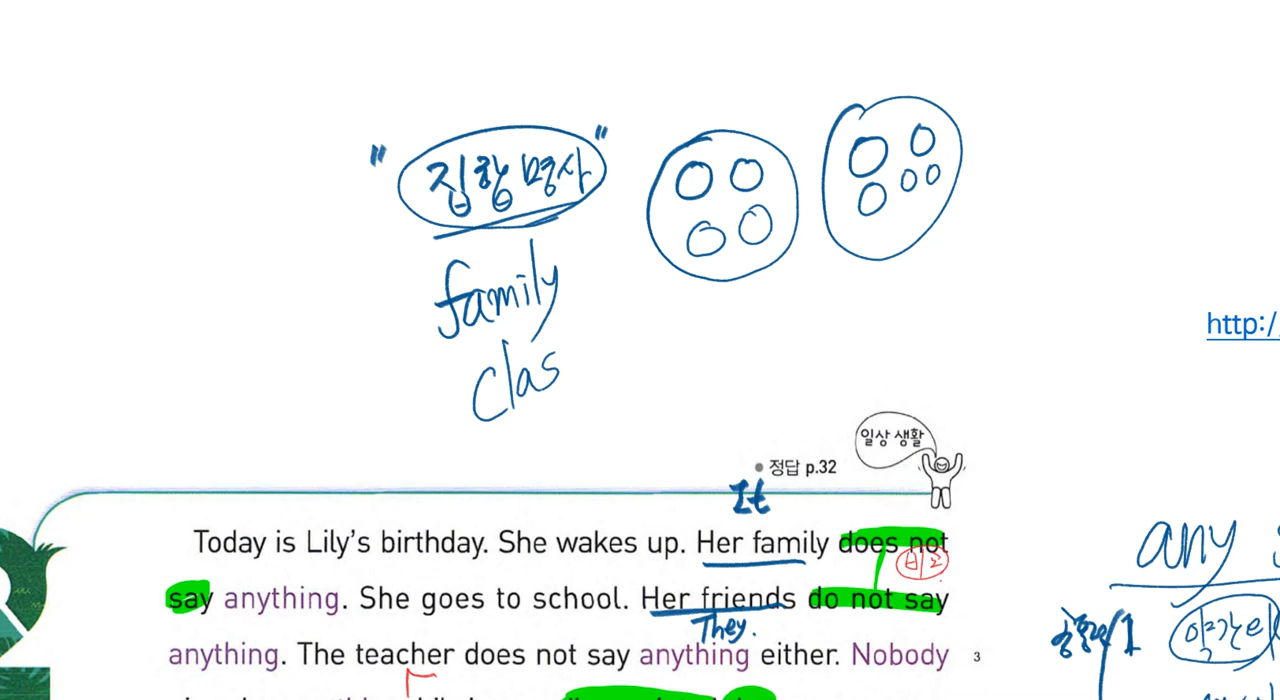 " 집합명사 "
family
clas
http:/
일상 생활
정답 p.32
It
Today is Lily's birthday. She wakes up. Her family does not
비교
say anything. She goes to school. Her friends do not say
They.
anything. The teacher does not say anything either. Nobody
3
any